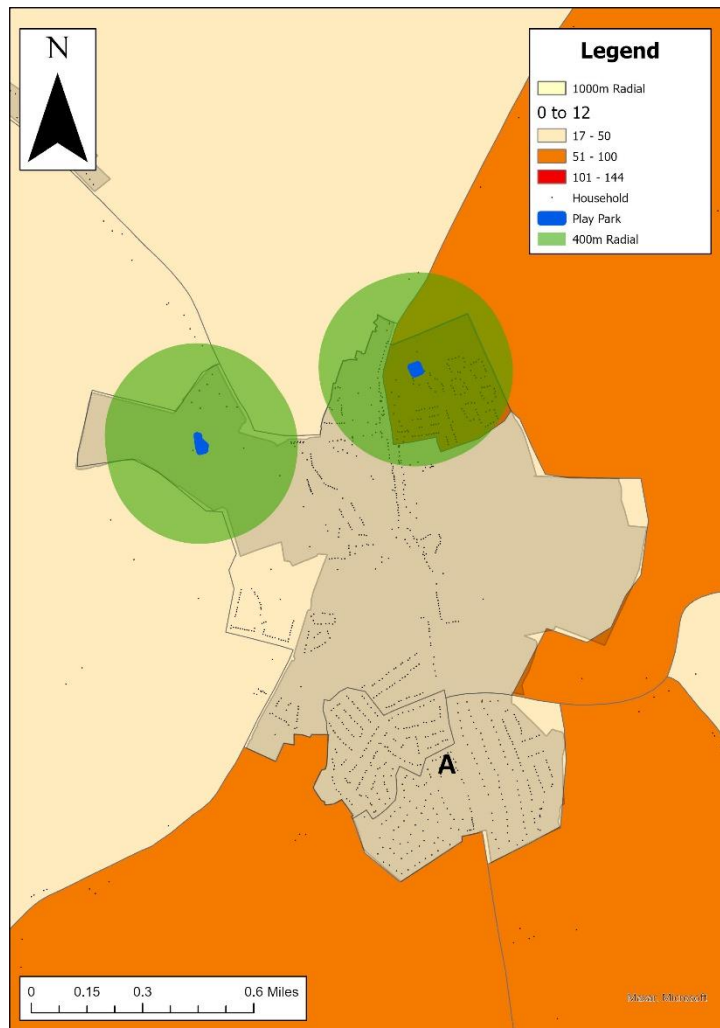 N
Legend
1000m Radial
0 to 12
17 - 50
51 - 100
101 - 144
Household
Play Park
400m Radial
A
0 0.15 0.3 0.6 Miles
Microsoft